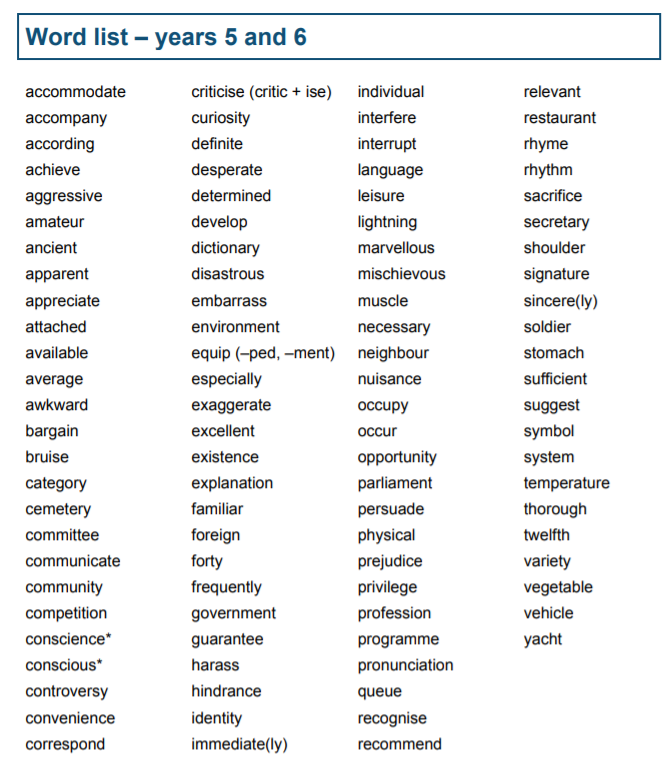 Word list – years 5 and 6
accommodate
accompany
according
achieve
aggressive
amateur
ancient
apparent
appreciate
attached
available
average
awkward
bargain
bruise
category
cemetery
committee
communicate
community
competition
conscience*
conscious*
controversy
convenience
correspond
criticise (critic + ise)
curiosity
definite
desperate
determined
develop
dictionary
disastrous
embarrass
environment
equip (–ped, –ment)
especially
exaggerate
excellent
existence
explanation
familiar
foreign
forty
frequently
government
guarantee
harass
hindrance
identity
immediate(ly)
individual
interfere
interrupt
language
leisure
lightning
marvellous
mischievous
muscle
necessary
neighbour
nuisance
occupy
occur
opportunity
parliament
persuade
physical
prejudice
privilege
profession
programme
pronunciation
queue
recognise
recommend
relevant
restaurant
rhyme
rhythm
sacrifice
secretary
shoulder
signature
sincere(ly)
soldier
stomach
sufficient
suggest
symbol
system
temperature
thorough
twelfth
variety
vegetable
vehicle
yacht